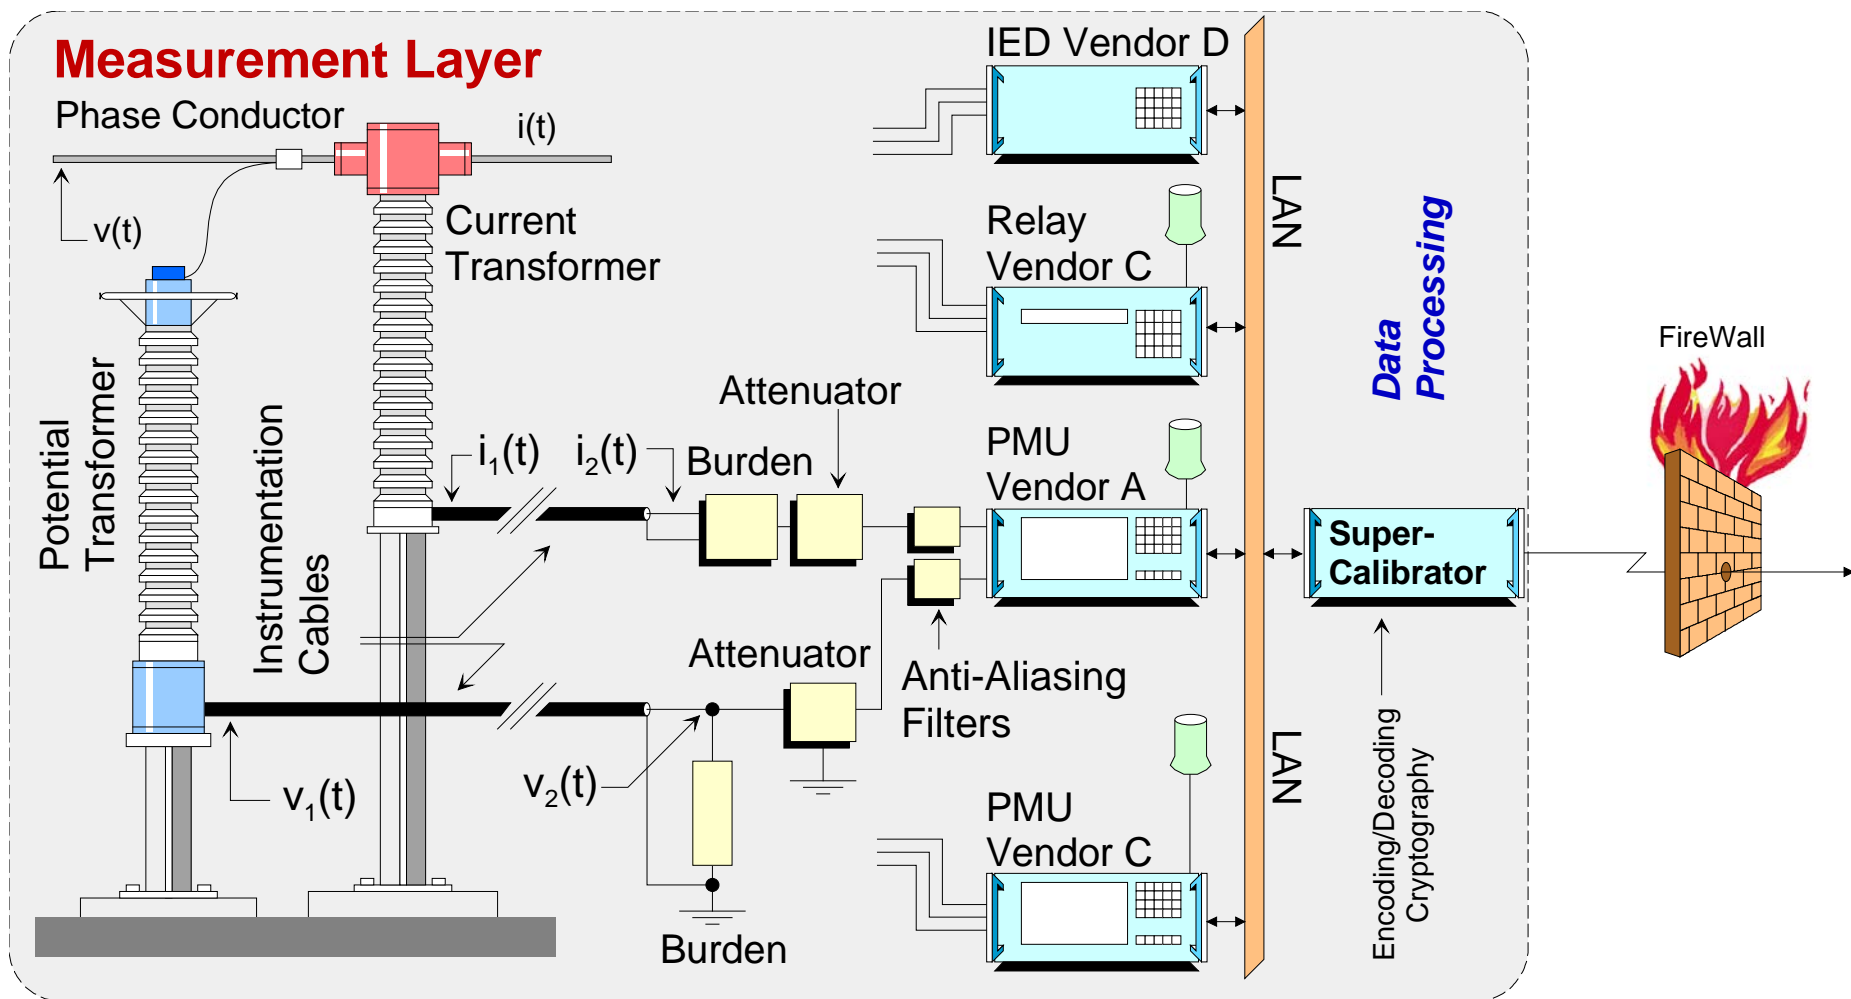 Measurement Layer
Phase Conductor
i(t)
v(t)
Current
Transformer
Potential
Transformer
Instrumentation
Cables
i1(t)
i2(t)
Burden
Attenuator
v1(t)
v2(t)
Attenuator
Burden
Anti-Aliasing
Filters
IED Vendor D
Relay
Vendor C
PMU
Vendor A
PMU
Vendor C
LAN
LAN
Data
Processing
Super-
Calibrator
Encoding/Decoding
Cryptography
FireWall